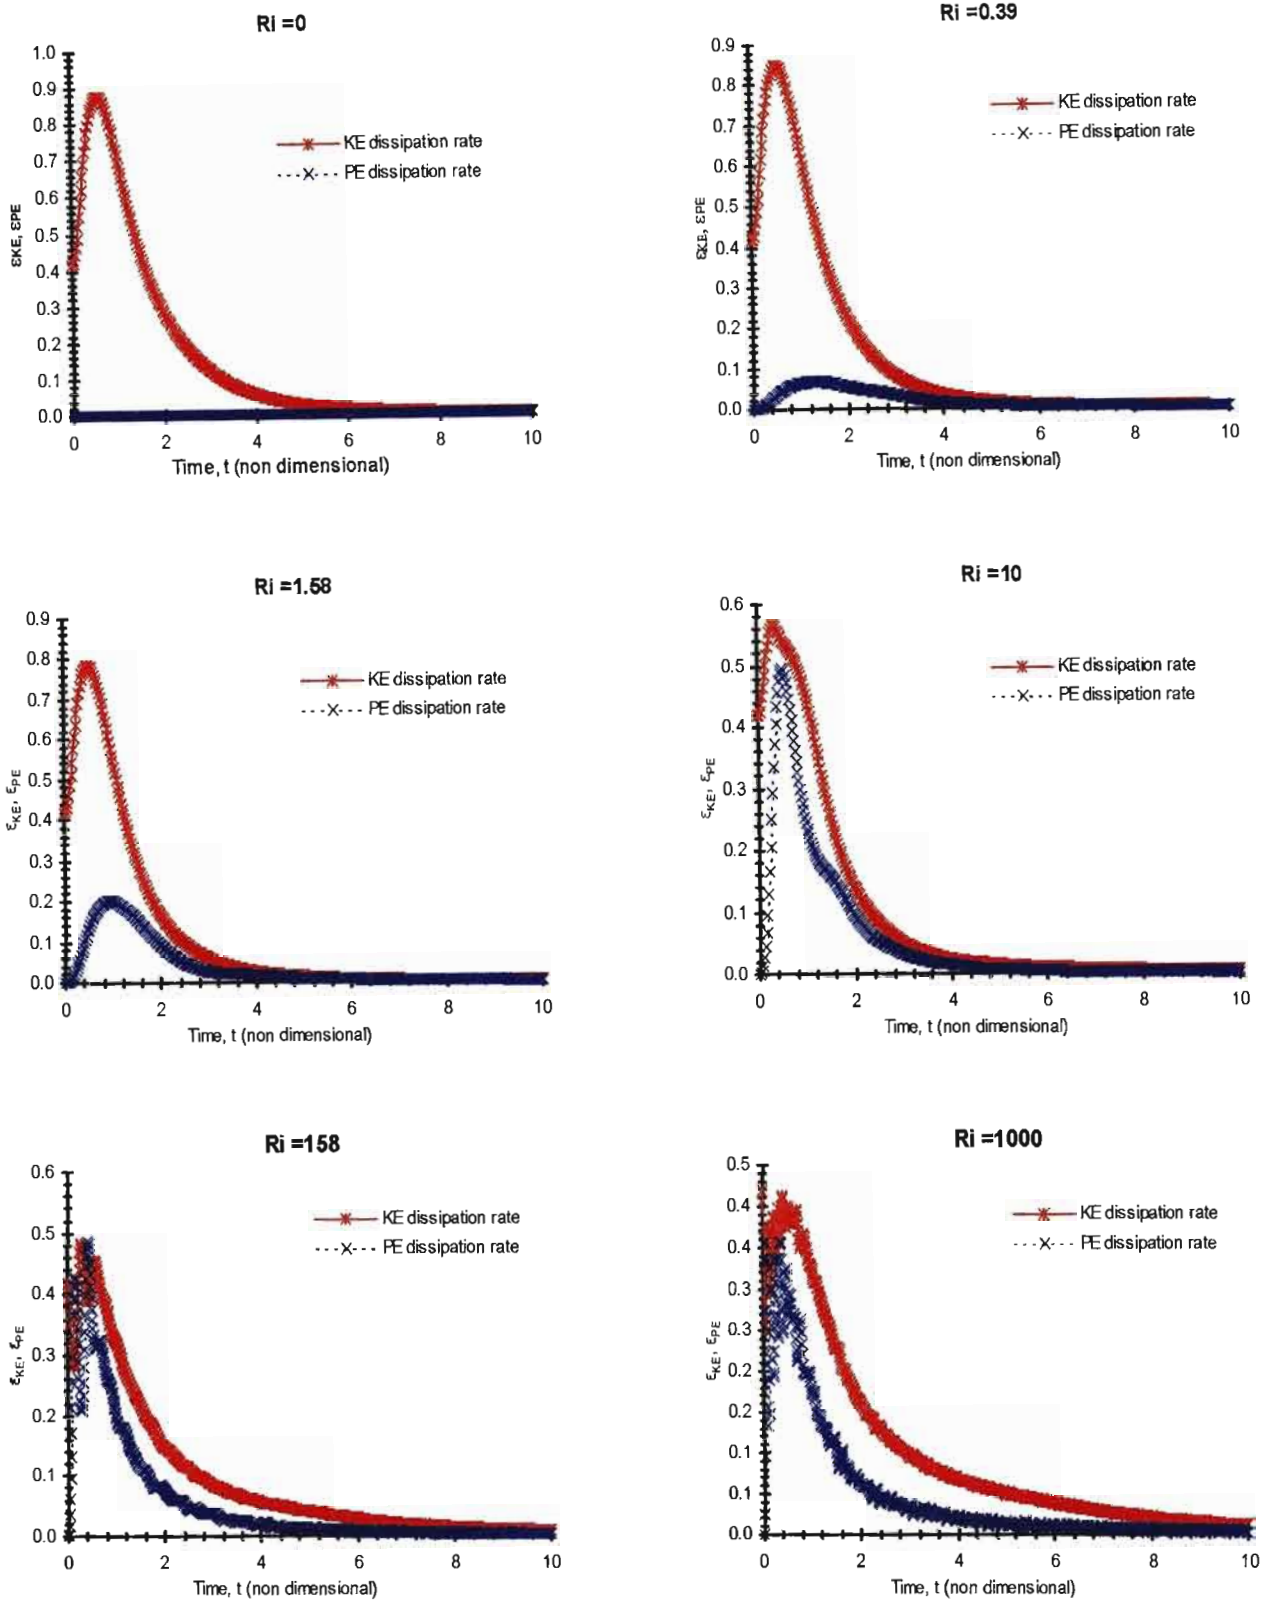 Ri =0
1.0
0.9
0.8
0.7
0.6
0.5
0.4
0.3
0.2
0.1
0.0
εKE, εPE
KE dissipation rate
PE dissipation rate
0 2 4 6 8 10
Time, t (non dimensional)
Ri =0.39
0.9
0.8
0.7
0.6
0.5
0.4
0.3
0.2
0.1
0.0
εKE, εPE
KE dissipation rate
PE dissipation rate
0 2 4 6 8 10
Time, t (non dimensional)
Ri =1.58
0.9
0.8
0.7
0.6
0.5
0.4
0.3
0.2
0.1
0.0
εKE, εPE
KE dissipation rate
PE dissipation rate
0 2 4 6 8 10
Time, t (non dimensional)
Ri =10
0.6
0.5
0.4
0.3
0.2
0.1
0.0
εKE, εPE
KE dissipation rate
PE dissipation rate
0 2 4 6 8 10
Time, t (non dimensional)
Ri =158
0.6
0.5
0.4
0.3
0.2
0.1
0.0
εKE, εPE
KE dissipation rate
PE dissipation rate
0 2 4 6 8 10
Time, t (non dimensional)
Ri =1000
0.5
0.4
0.4
0.3
0.3
0.2
0.2
0.1
0.1
0.0
εKE, εPE
KE dissipation rate
PE dissipation rate
0 2 4 6 8 10
Time, t (non dimensional)